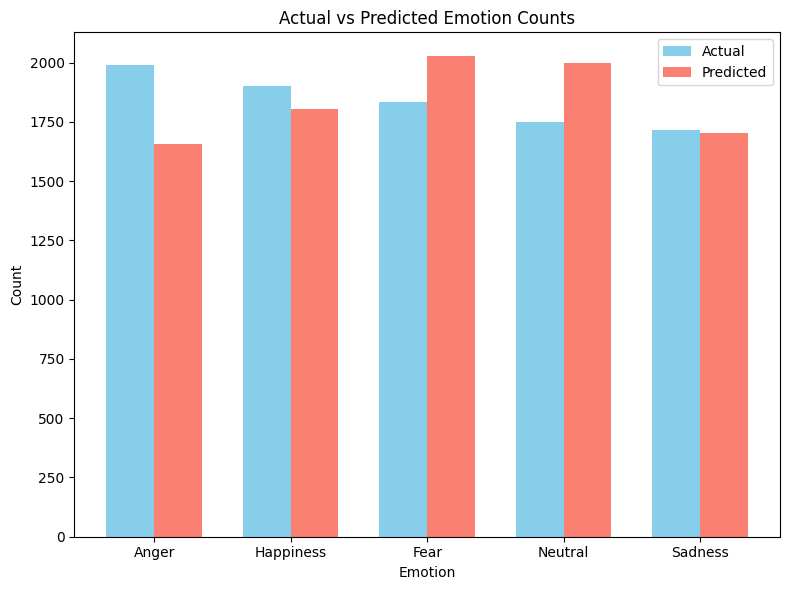 Actual vs Predicted Emotion Counts
Actual
Predicted
2000
1750
1500
1250
1000
750
500
250
0
Count
Anger Happiness Fear Neutral Sadness
Emotion